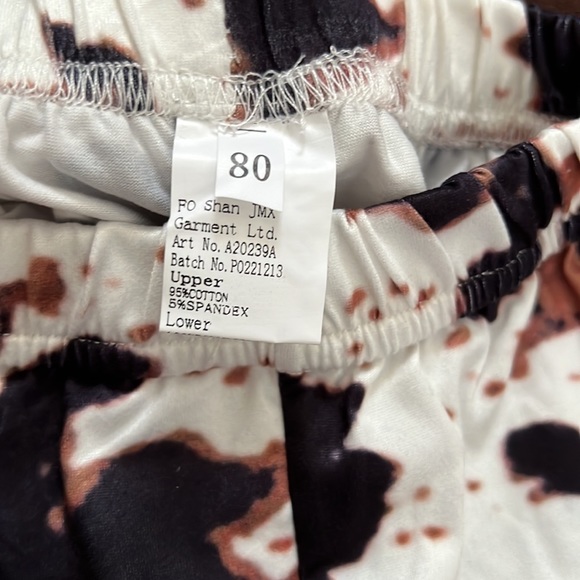 80
FO Shan JMX
Garment Ltd.
Art No. A20239A
Batch No. P0221213
Upper
95%COTTON
5%SPANDEX
Lower